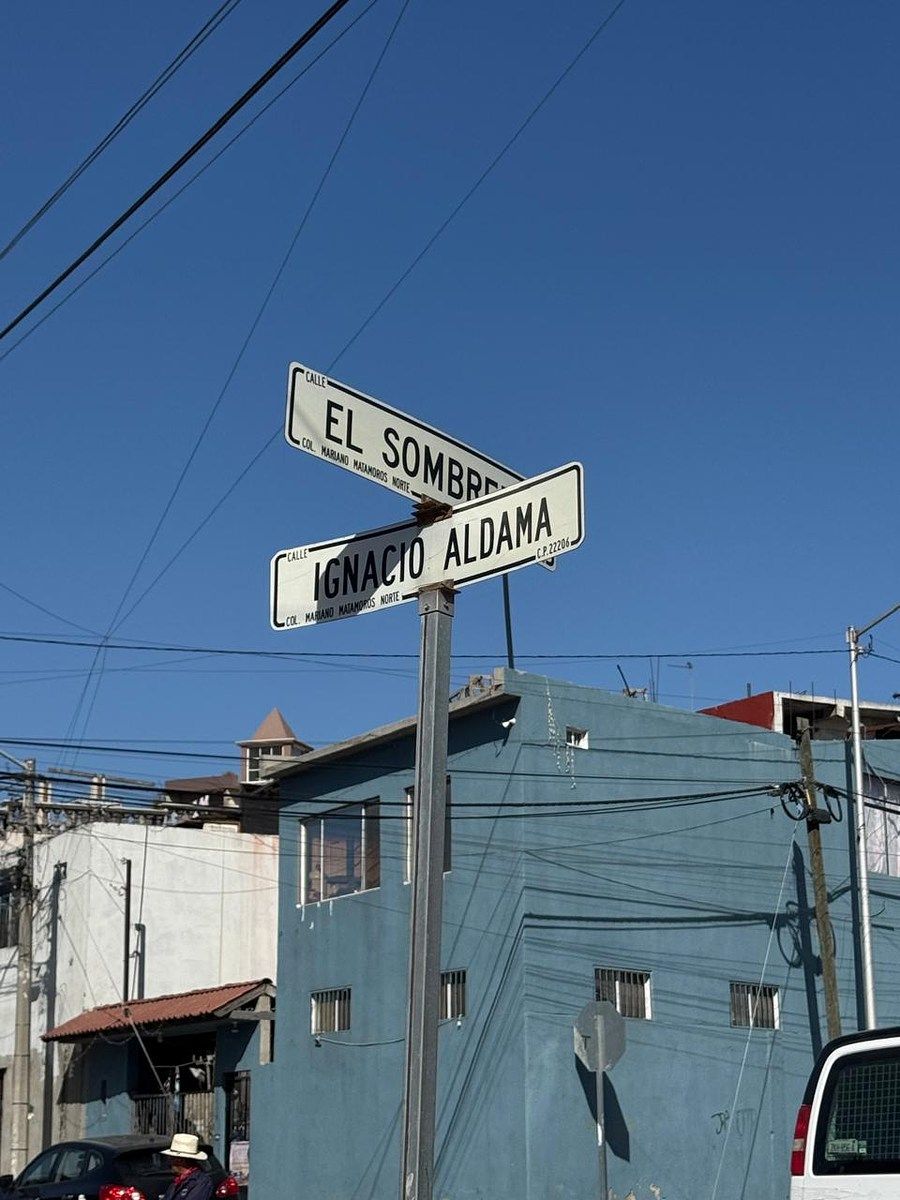 CALLE
EL SOMBRE
COL. MARIANO MATAMOROS NORTE
CALLE
IGNACIO ALDAMA
COL. MARIANO MATAMOROS NORTE
C.P. 22206